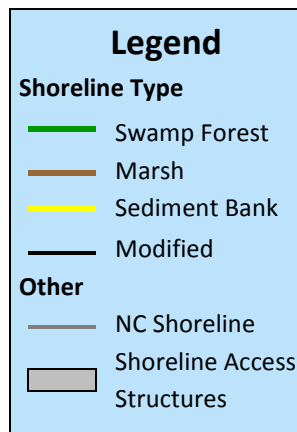 Legend
Shoreline Type
Swamp Forest
Marsh
Sediment Bank
Modified
Other
NC Shoreline
Shoreline Access
Structures